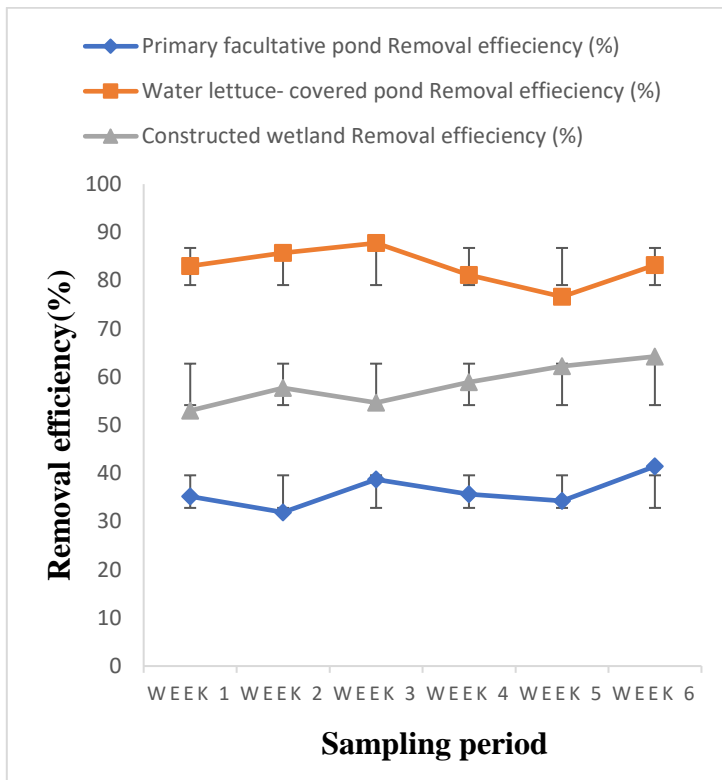 Primary facultative pond Removal effieciency (%)
Water lettuce- covered pond Removal effieciency (%)
Constructed wetland Removal effieciency (%)
100
90
80
70
60
50
40
30
20
10
0
Removal efficiency(%)
WEEK 1 WEEK 2 WEEK 3 WEEK 4 WEEK 5 WEEK 6
Sampling period